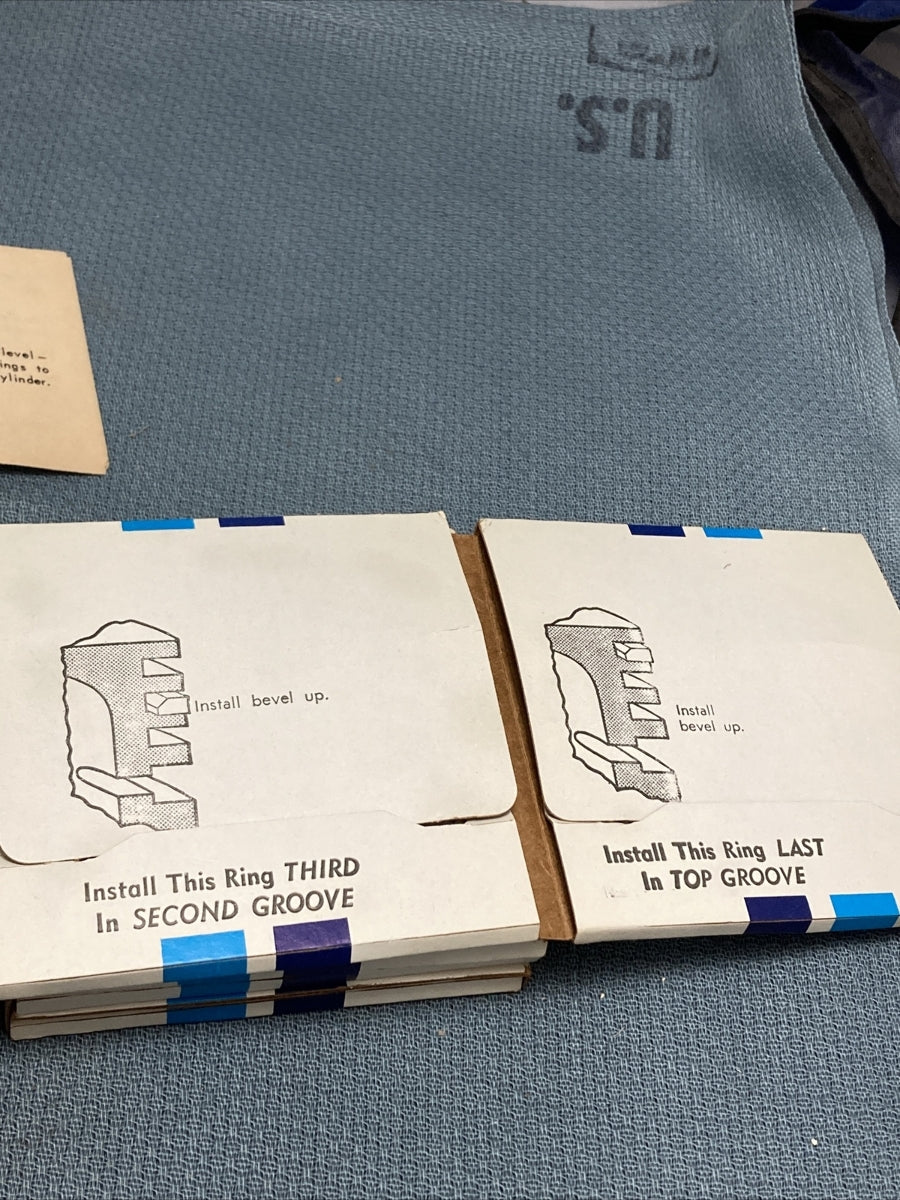 U.S.
level —
ings to
ylinder.
Install bevel up.
Install This Ring THIRD
In SECOND GROOVE
Install
bevel up.
Install This Ring LAST
In TOP GROOVE